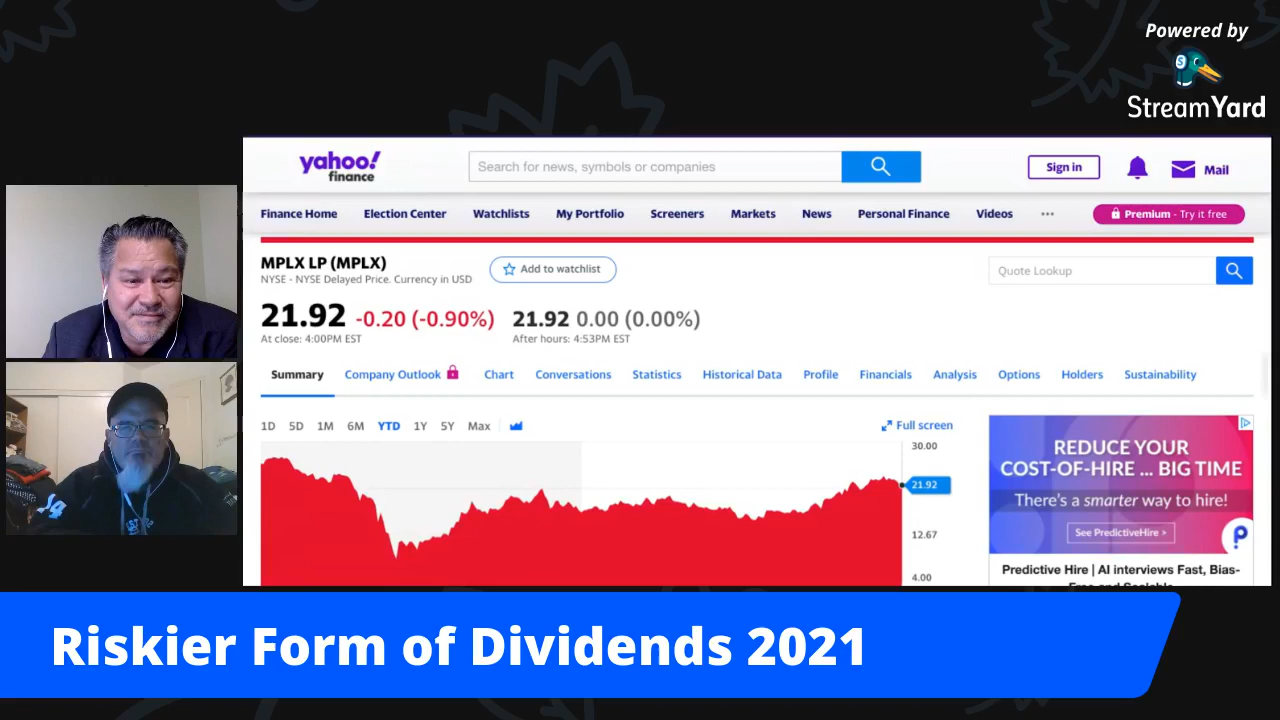 Powered by
StreamYard
yahoo!
finance
Search for news, symbols or companies
Sign in
Mail
Finance Home Election Center Watchlists My Portfolio Screeners Markets News Personal Finance Videos ... Premium - Try it free
MPLX LP (MPLX)
NYSE - NYSE Delayed Price. Currency in USD
Add to watchlist
Quote Lookup
21.92 -0.20 (-0.90%) 21.92 0.00 (0.00%)
At close: 4:00PM EST After hours: 4:53PM EST
Summary Company Outlook Chart Conversations Statistics Historical Data Profile Financials Analysis Options Holders Sustainability
1D 5D 1M 6M YTD 1Y 5Y Max Full screen
30.00
21.92
12.67
4.00
REDUCE YOUR
COST-OF-HIRE ... BIG TIME
There's a smarter way to hire!
See PredictiveHire >
Predictive Hire | AI interviews Fast, Bias-
Free and Scalable
Riskier Form of Dividends 2021